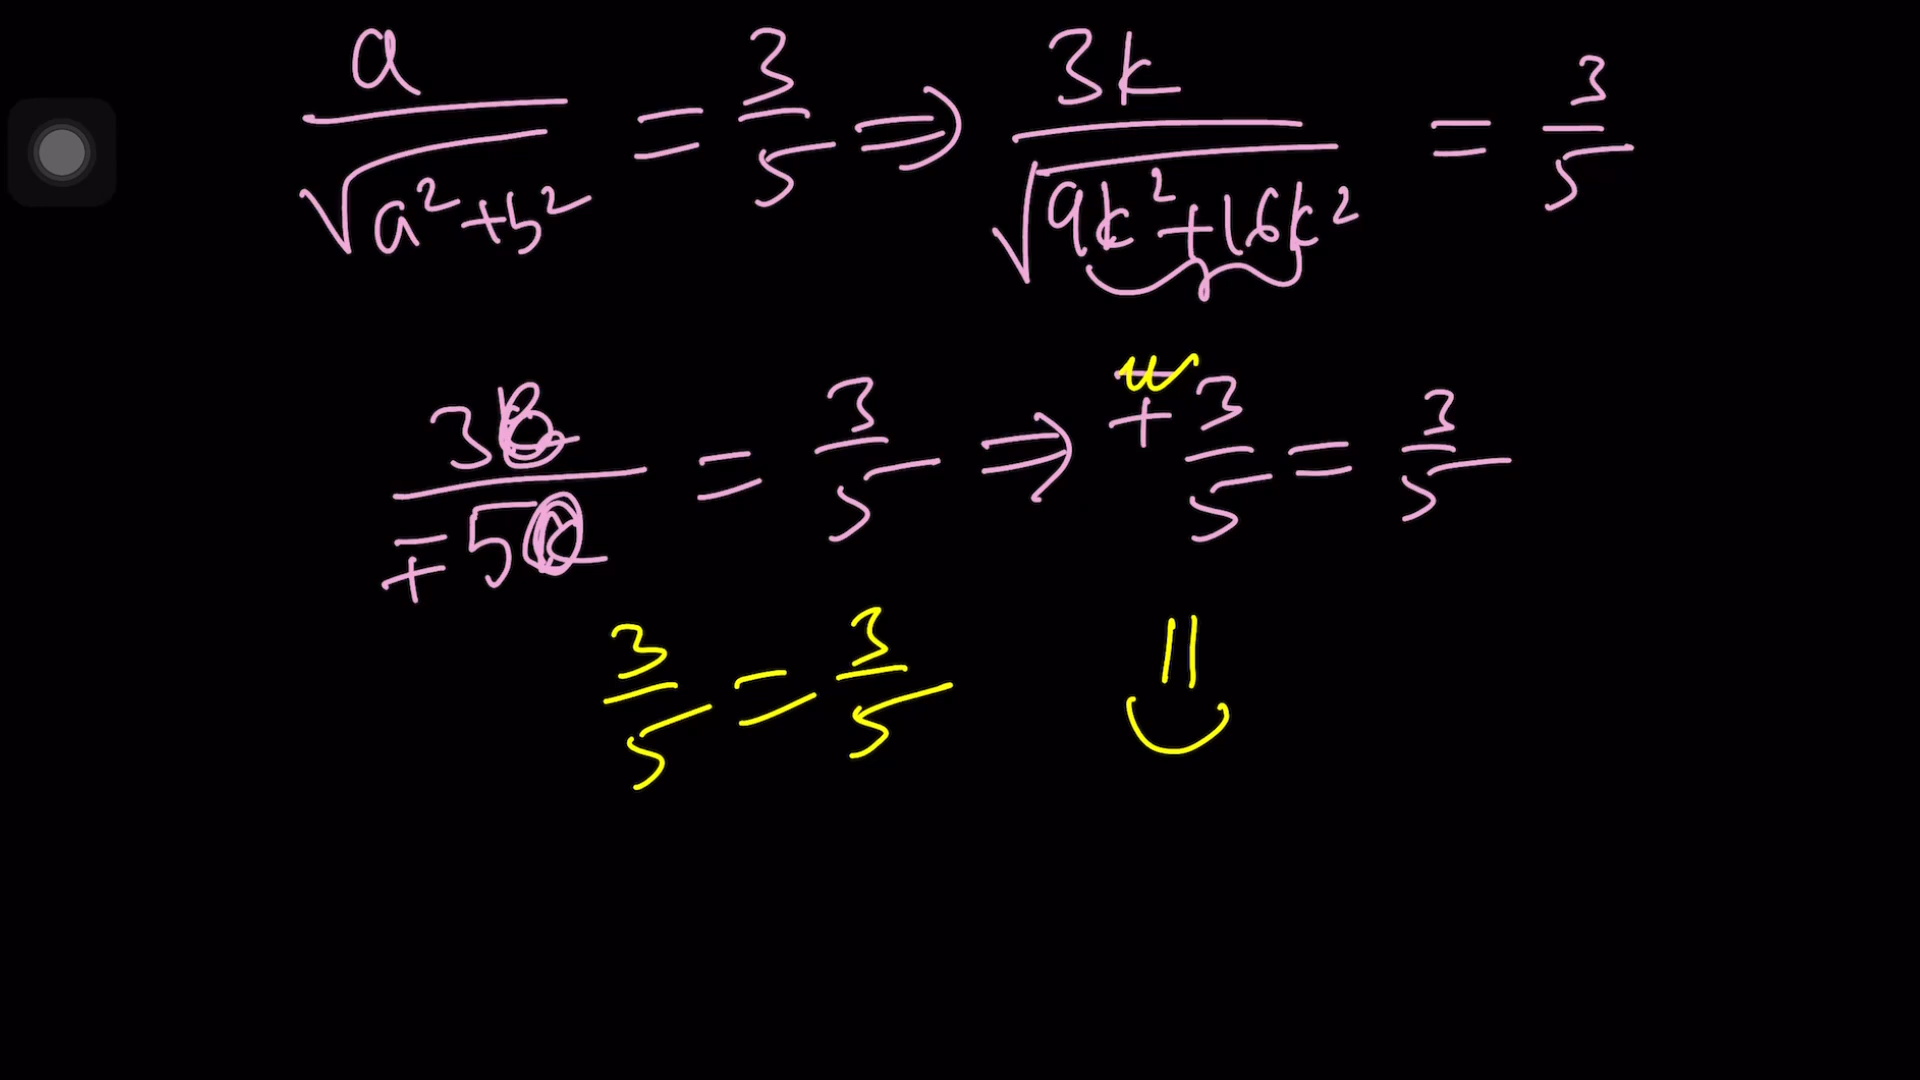 a/√(a²+b²) = 3/5 ⇒ 3k/√(9k²+16k²) = 3/5
3k/∓5k = 3/5 ⇒ ∓3/5 = 3/5
3/5 = 3/5